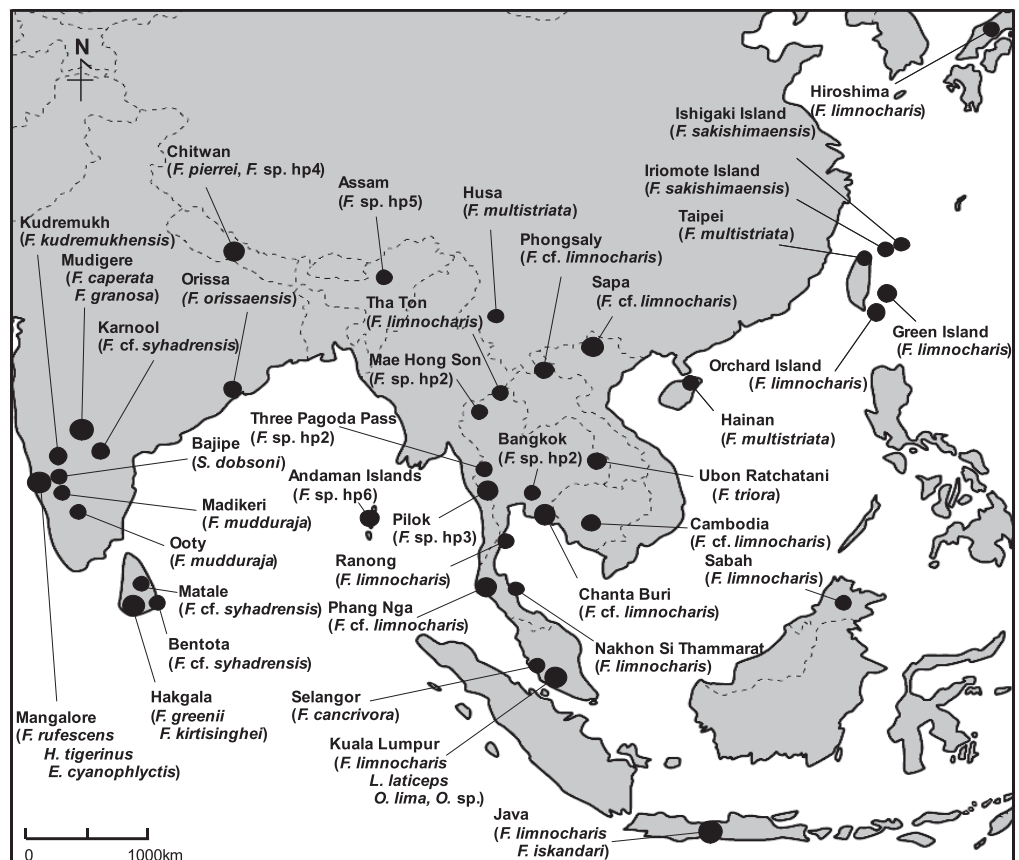 N
Hiroshima
(F. limnocharis)
Ishigaki Island
(F. sakishimaensis)
Chitwan
(F. pierrei, F. sp. hp4)
Iriomote Island
(F. sakishimaensis)
Assam
(F. sp. hp5)
Husa
(F. multistriata)
Taipei
(F. multistriata)
Kudremukh
(F. kudremukhensis)
Phongsaly
(F. cf. limnocharis)
Mudigere
(F. caperata
F. granosa)
Orissa
(F. orissaensis)
Sapa
(F. cf. limnocharis)
Tha Ton
(F. limnocharis)
Karnool
(F. cf. syhadrensis)
Green Island
(F. limnocharis)
Mae Hong Son
(F. sp. hp2)
Orchard Island
(F. limnocharis)
Three Pagoda Pass
(F. sp. hp2)
Hainan
(F. multistriata)
Bangkok
(F. sp. hp2)
Bajipe
(S. dobsoni)
Andaman Islands
(F. sp. hp6)
Ubon Ratchatani
(F. triora)
Madikeri
(F. mudduraja)
Pilok
(F. sp. hp3)
Cambodia
(F. cf. limnocharis)
Ooty
(F. mudduraja)
Ranong
(F. limnocharis)
Sabah
(F. limnocharis)
Matale
(F. cf. syhadrensis)
Chanta Buri
(F. cf. limnocharis)
Phang Nga
(F. cf. limnocharis)
Bentota
(F. cf. syhadrensis)
Nakhon Si Thammarat
(F. limnocharis)
Hakgala
(F. greenii
F. kirtisinghei)
Selangor
(F. cancrivora)
Mangalore
(F. rufescens
H. tigerinus
E. cyanophlyctis)
Kuala Lumpur
(F. limnocharis
L. laticeps
O. lima, O. sp.)
Java
(F. limnocharis
F. iskandari)
0 1000km